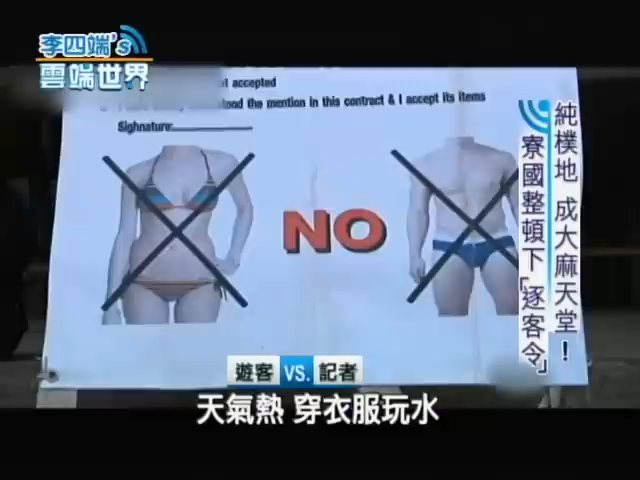 李四端's
雲端世界
accepted
the mention in this contract & I accept its items
Sighnature:
NO
純樸地 成大麻天堂！
寮國整頓下「逐客令」
遊客 VS. 記者
天氣熱 穿衣服玩水